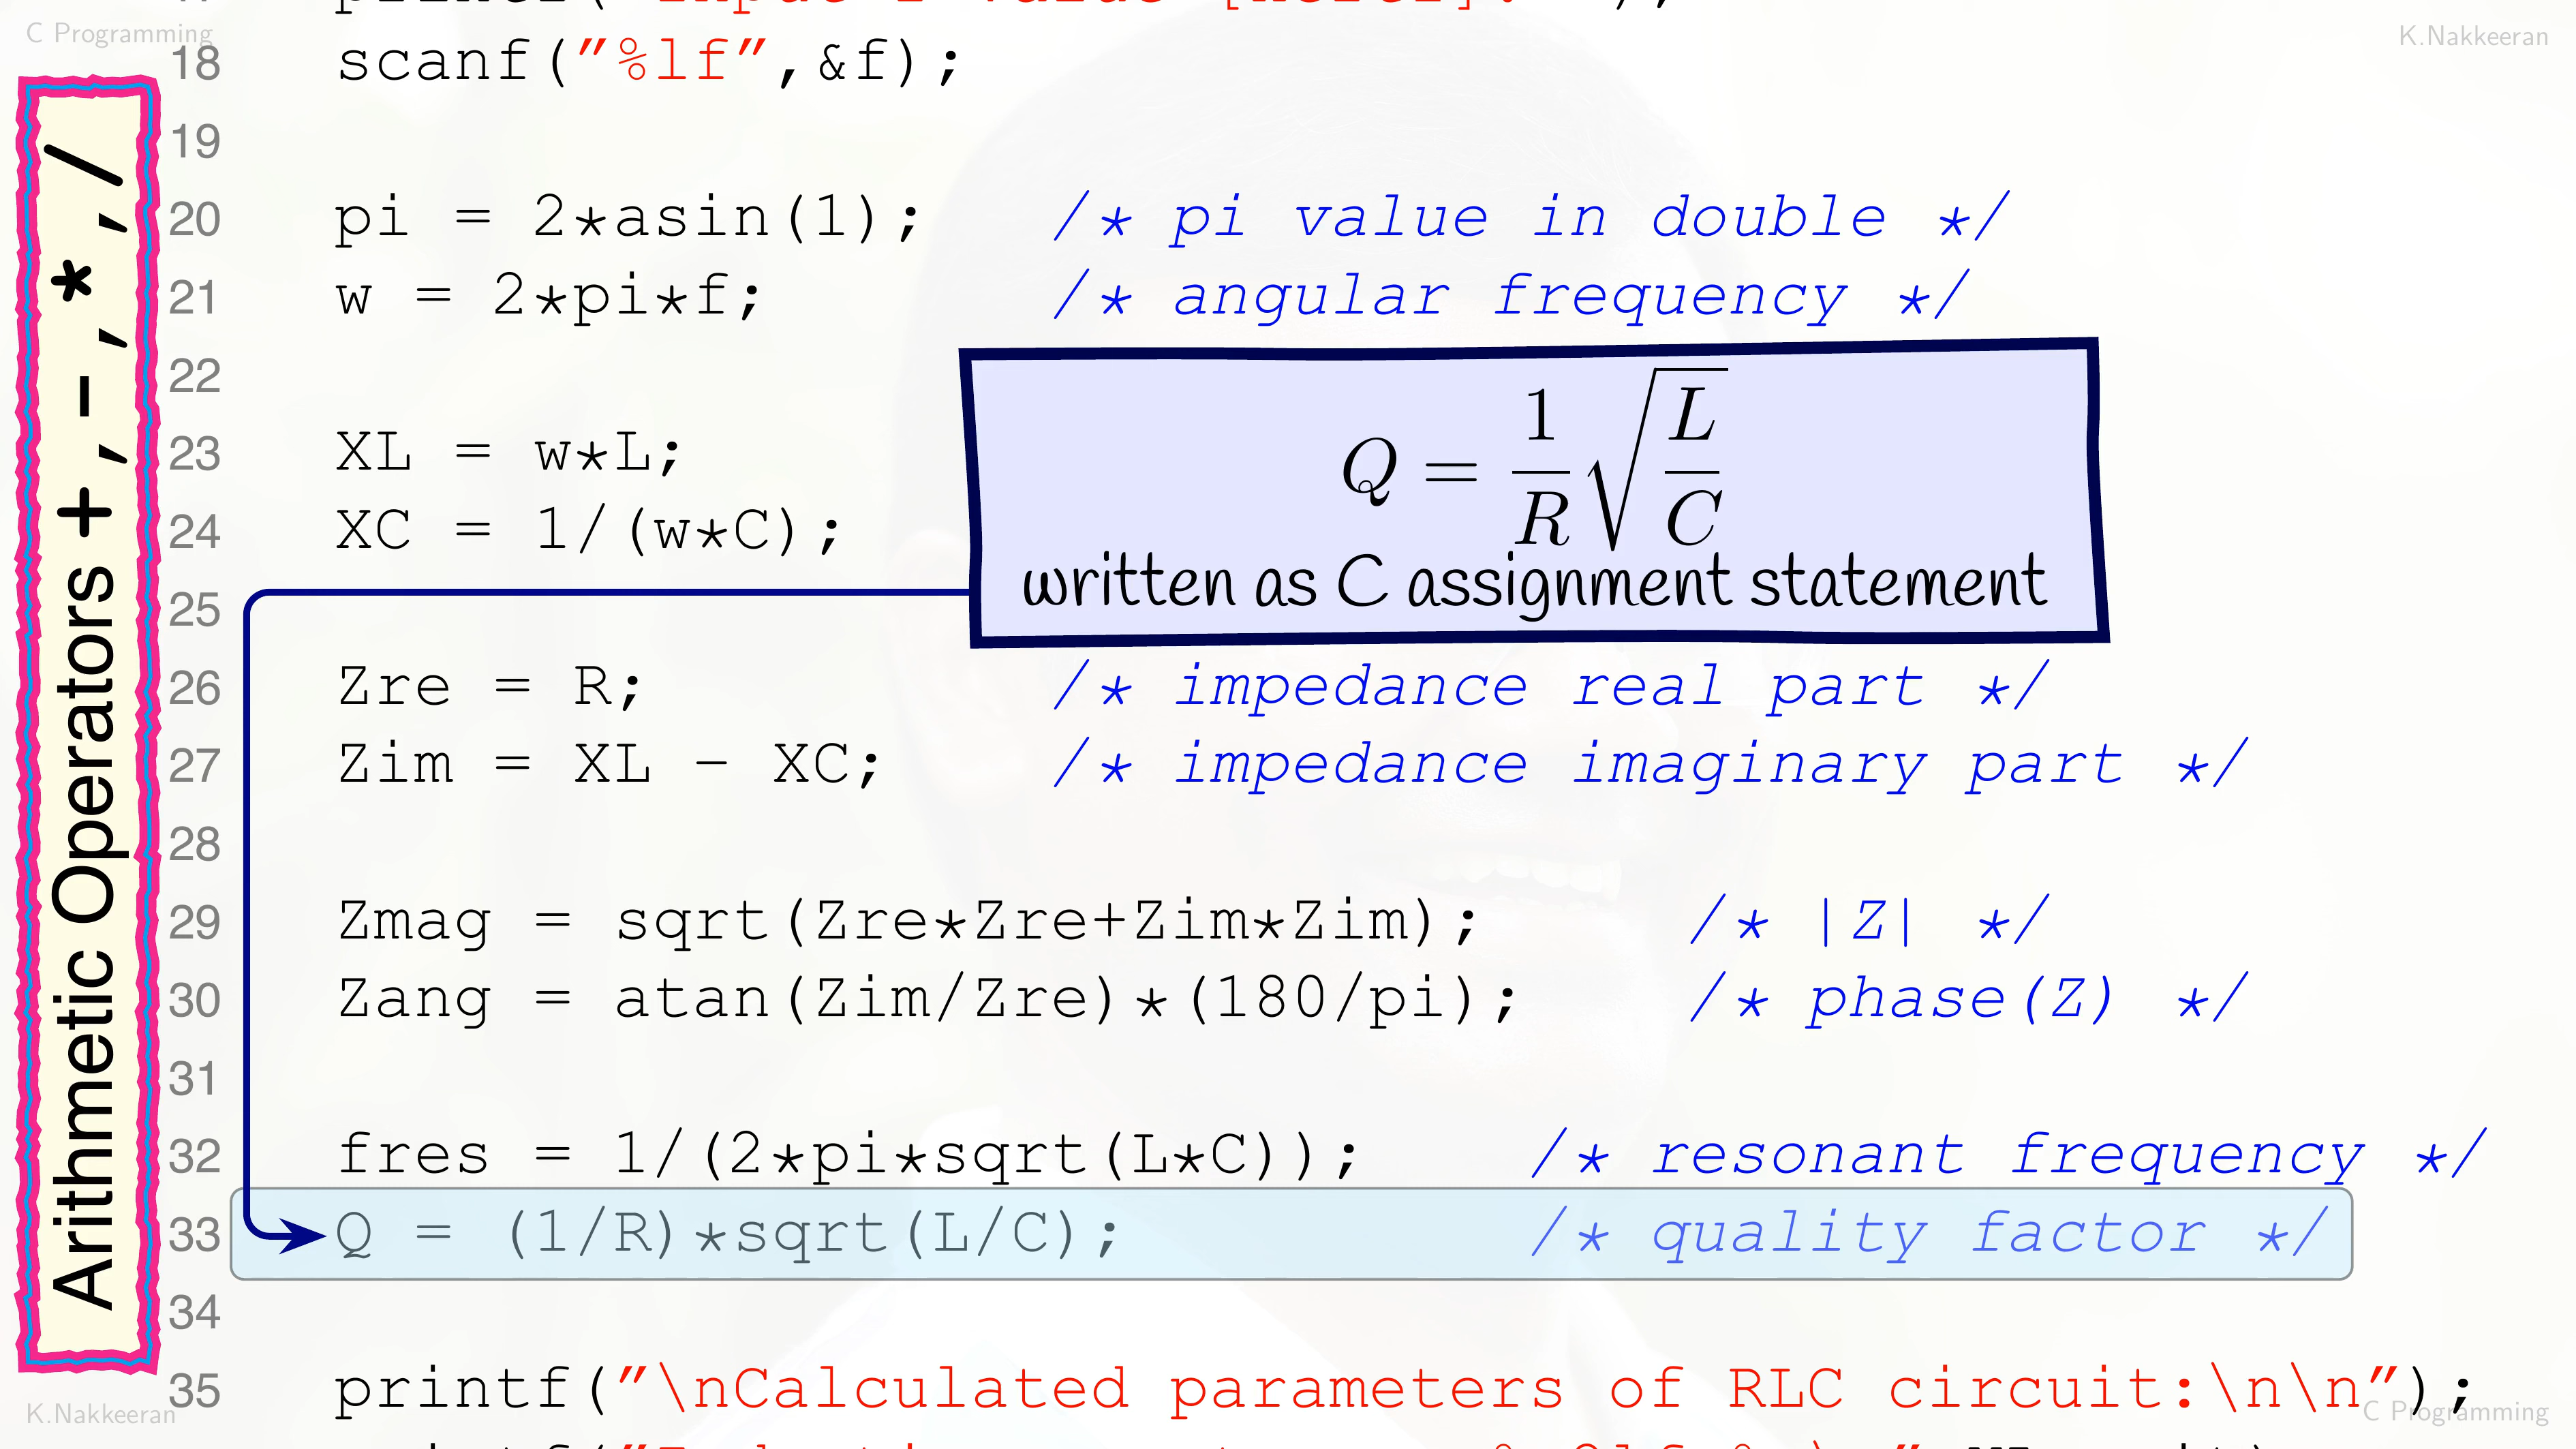 C Programming
K.Nakkeeran
Arithmetic Operators +,-,*,/
18 scanf("%lf",&f);
19
20 pi = 2*asin(1); /* pi value in double */
21 w = 2*pi*f; /* angular frequency */
22
23 XL = w*L;
24 XC = 1/(w*C);
Q = 1/R √(L/C)
written as C assignment statement
25
26 Zre = R; /* impedance real part */
27 Zim = XL - XC; /* impedance imaginary part */
28
29 Zmag = sqrt(Zre*Zre+Zim*Zim); /* |Z| */
30 Zang = atan(Zim/Zre)*(180/pi); /* phase(Z) */
31
32 fres = 1/(2*pi*sqrt(L*C)); /* resonant frequency */
33 Q = (1/R)*sqrt(L/C); /* quality factor */
34
35 printf("\nCalculated parameters of RLC circuit:\n\n");
K.Nakkeeran
C Programming